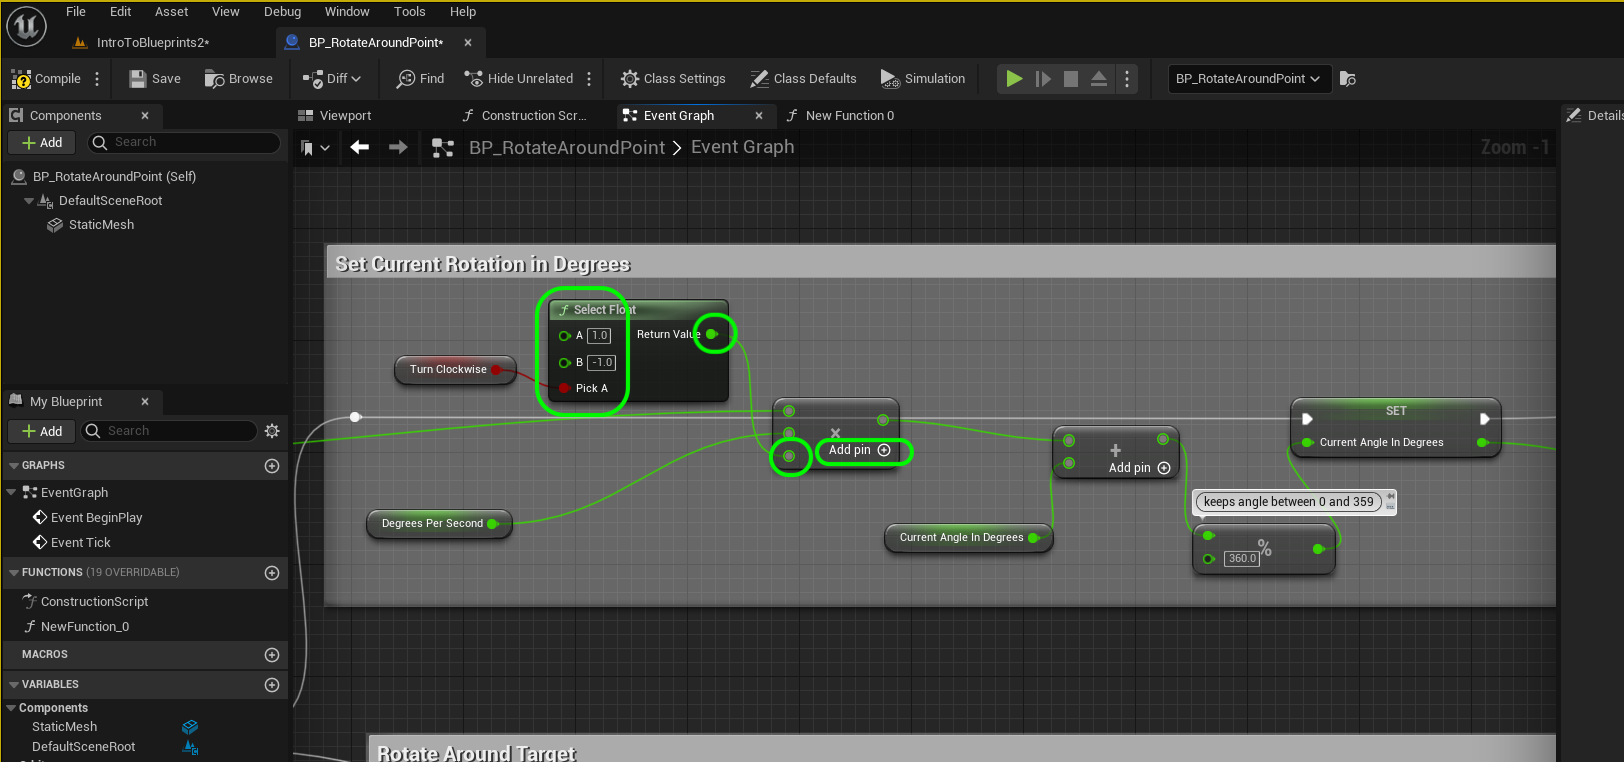 File Edit Asset View Debug Window Tools Help
IntroToBlueprints2*
BP_RotateAroundPoint*
Compile Save Browse Diff Find Hide Unrelated Class Settings Class Defaults Simulation BP_RotateAroundPoint
Components
Viewport Construction Scr... Event Graph New Function 0 Details
Add Search
BP_RotateAroundPoint > Event Graph Zoom -1
BP_RotateAroundPoint (Self)
DefaultSceneRoot
StaticMesh
Set Current Rotation in Degrees
Select Float
A 1.0 Return Value
B -1.0
Turn Clockwise
Pick A
My Blueprint
Add Search
SET
Current Angle In Degrees
×
Add pin
+
Add pin
GRAPHS
EventGraph
Event BeginPlay
Event Tick
keeps angle between 0 and 359
Degrees Per Second
Current Angle In Degrees
%
360.0
FUNCTIONS (19 OVERRIDABLE)
ConstructionScript
NewFunction_0
MACROS
VARIABLES
Components
StaticMesh
DefaultSceneRoot
Rotate Around Target